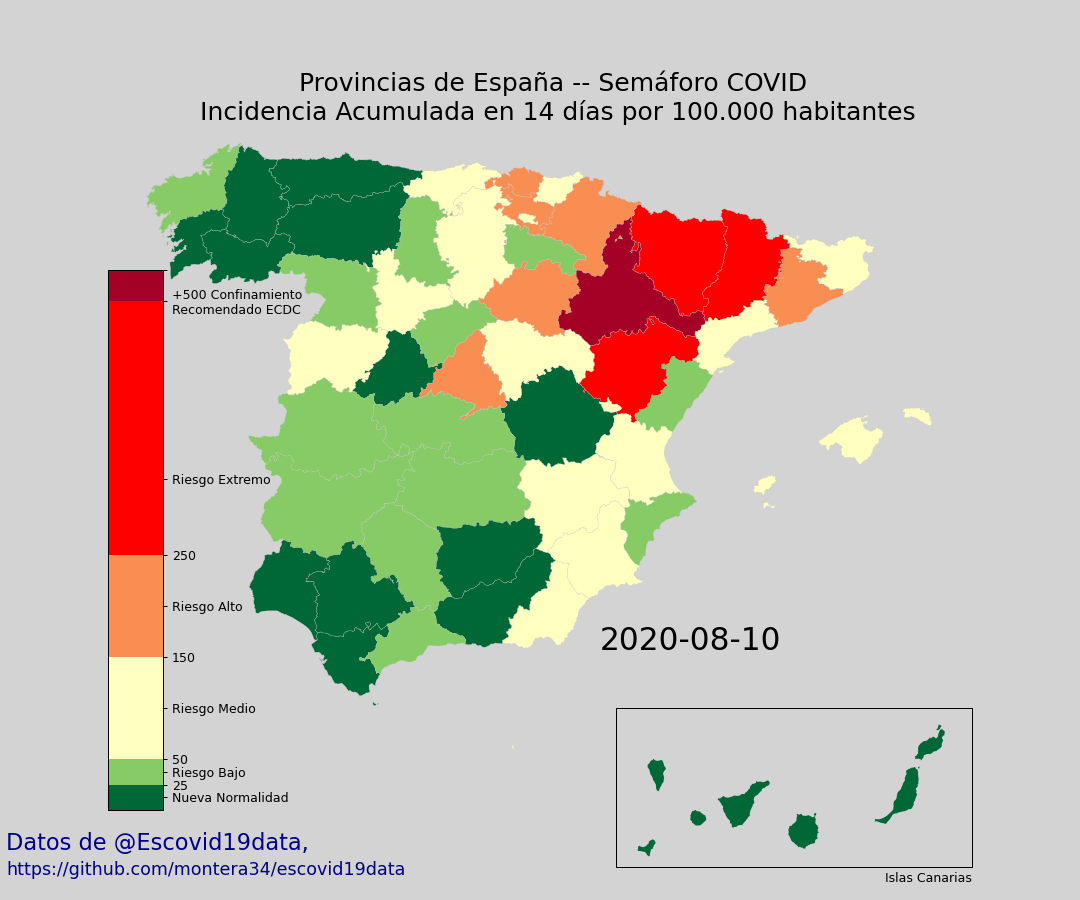 Provincias de España -- Semáforo COVID
Incidencia Acumulada en 14 días por 100.000 habitantes
+500 Confinamiento
Recomendado ECDC
Riesgo Extremo
250
Riesgo Alto
150
Riesgo Medio
50
Riesgo Bajo
25
Nueva Normalidad
2020-08-10
Islas Canarias
Datos de @Escovid19data,
https://github.com/montera34/escovid19data